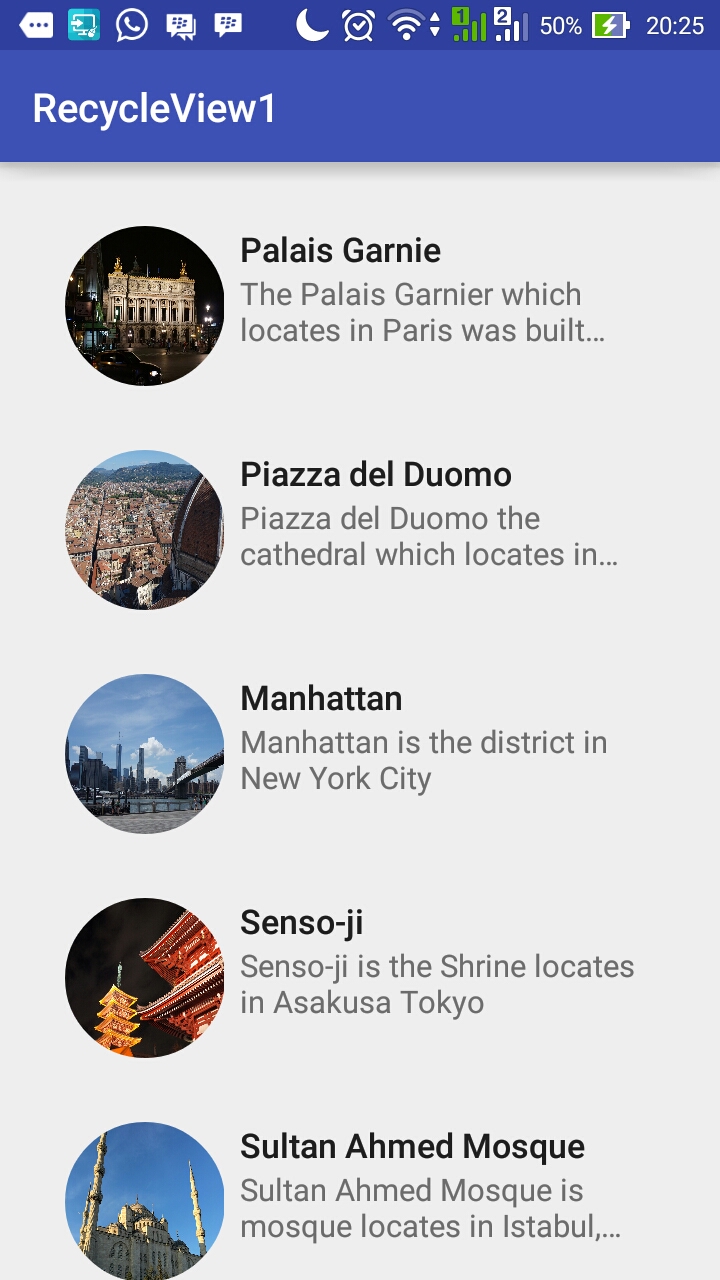 1 2 50% 20:25
RecycleView1
Palais Garnie
The Palais Garnier which
locates in Paris was built…
Piazza del Duomo
Piazza del Duomo the
cathedral which locates in…
Manhattan
Manhattan is the district in
New York City
Senso-ji
Senso-ji is the Shrine locates
in Asakusa Tokyo
Sultan Ahmed Mosque
Sultan Ahmed Mosque is
mosque locates in Istabul,…